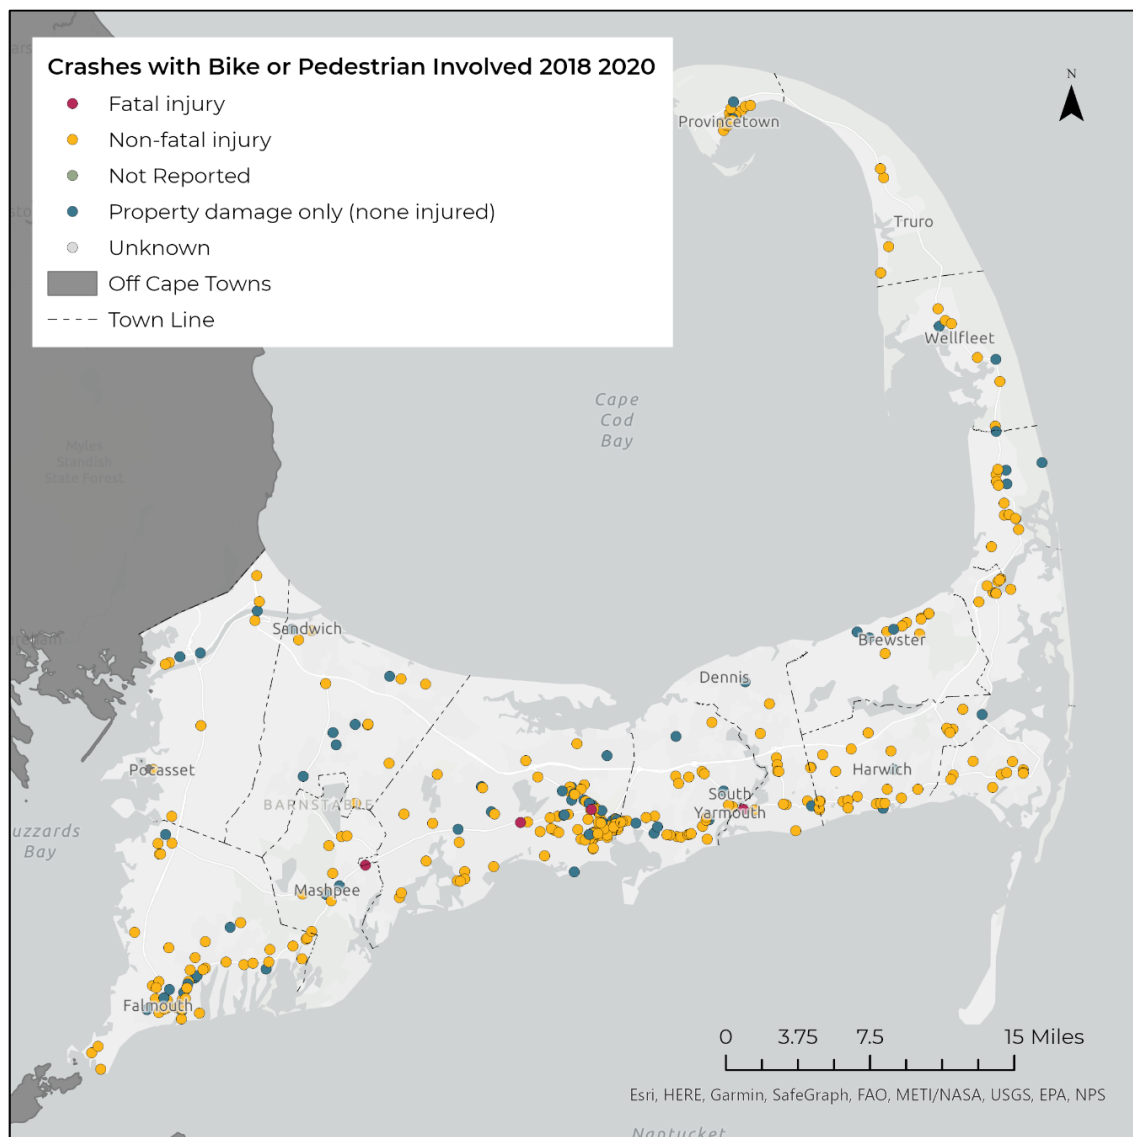 Crashes with Bike or Pedestrian Involved 2018 2020
Fatal injury
Non-fatal injury
Not Reported
Property damage only (none injured)
Unknown
Off Cape Towns
Town Line
N
Provincetown
Truro
Wellfleet
Cape
Cod
Bay
Myles
Standish
State Forest
Sandwich
Brewster
Dennis
Pocasset
Harwich
BARNSTABLE
South
Yarmouth
Bay
Mashpee
Falmouth
0 3.75 7.5 15 Miles
Esri, HERE, Garmin, SafeGraph, FAO, METI/NASA, USGS, EPA, NPS
Nantucket